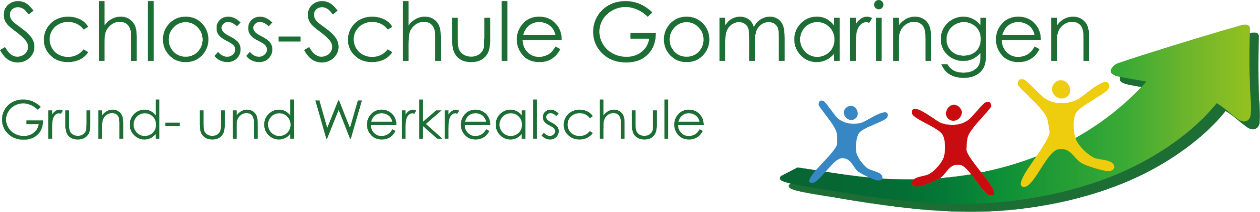 Schloss-Schule Gomaringen
Grund- und Werkrealschule